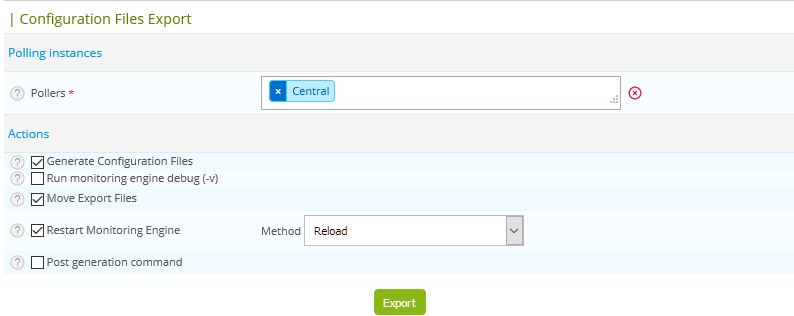 | Configuration Files Export
Polling instances
? Pollers *
× Central
Actions
? Generate Configuration Files
? Run monitoring engine debug (-v)
? Move Export Files
? Restart Monitoring Engine Method Reload
? Post generation command
Export